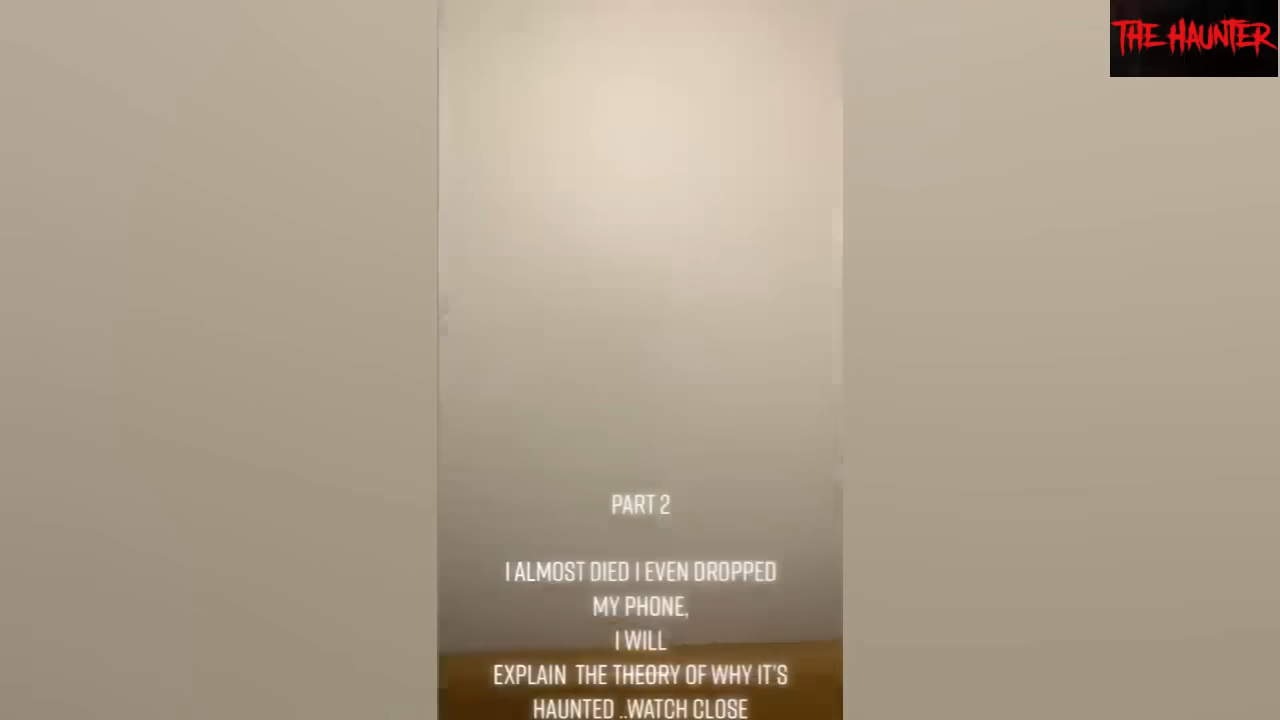 THE HAUNTER
PART 2
I ALMOST DIED I EVEN DROPPED
MY PHONE,
I WILL
EXPLAIN THE THEORY OF WHY IT'S
HAUNTED ..WATCH CLOSE